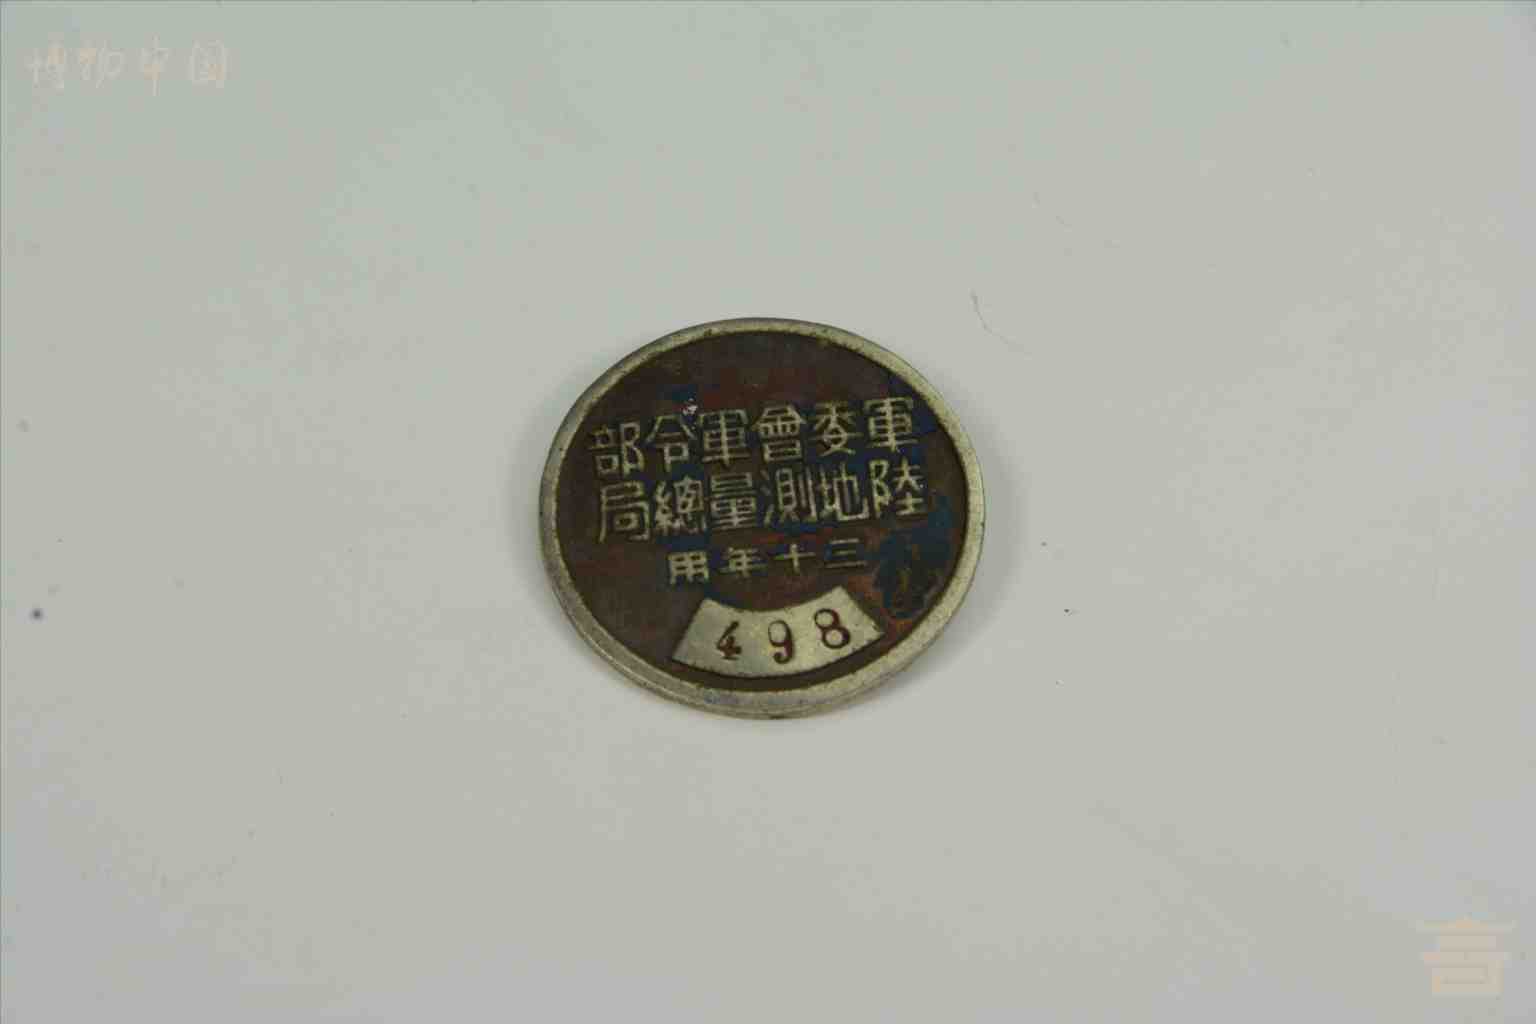 博物中国
軍委會軍令部
陸地測量總局
三十年用
498